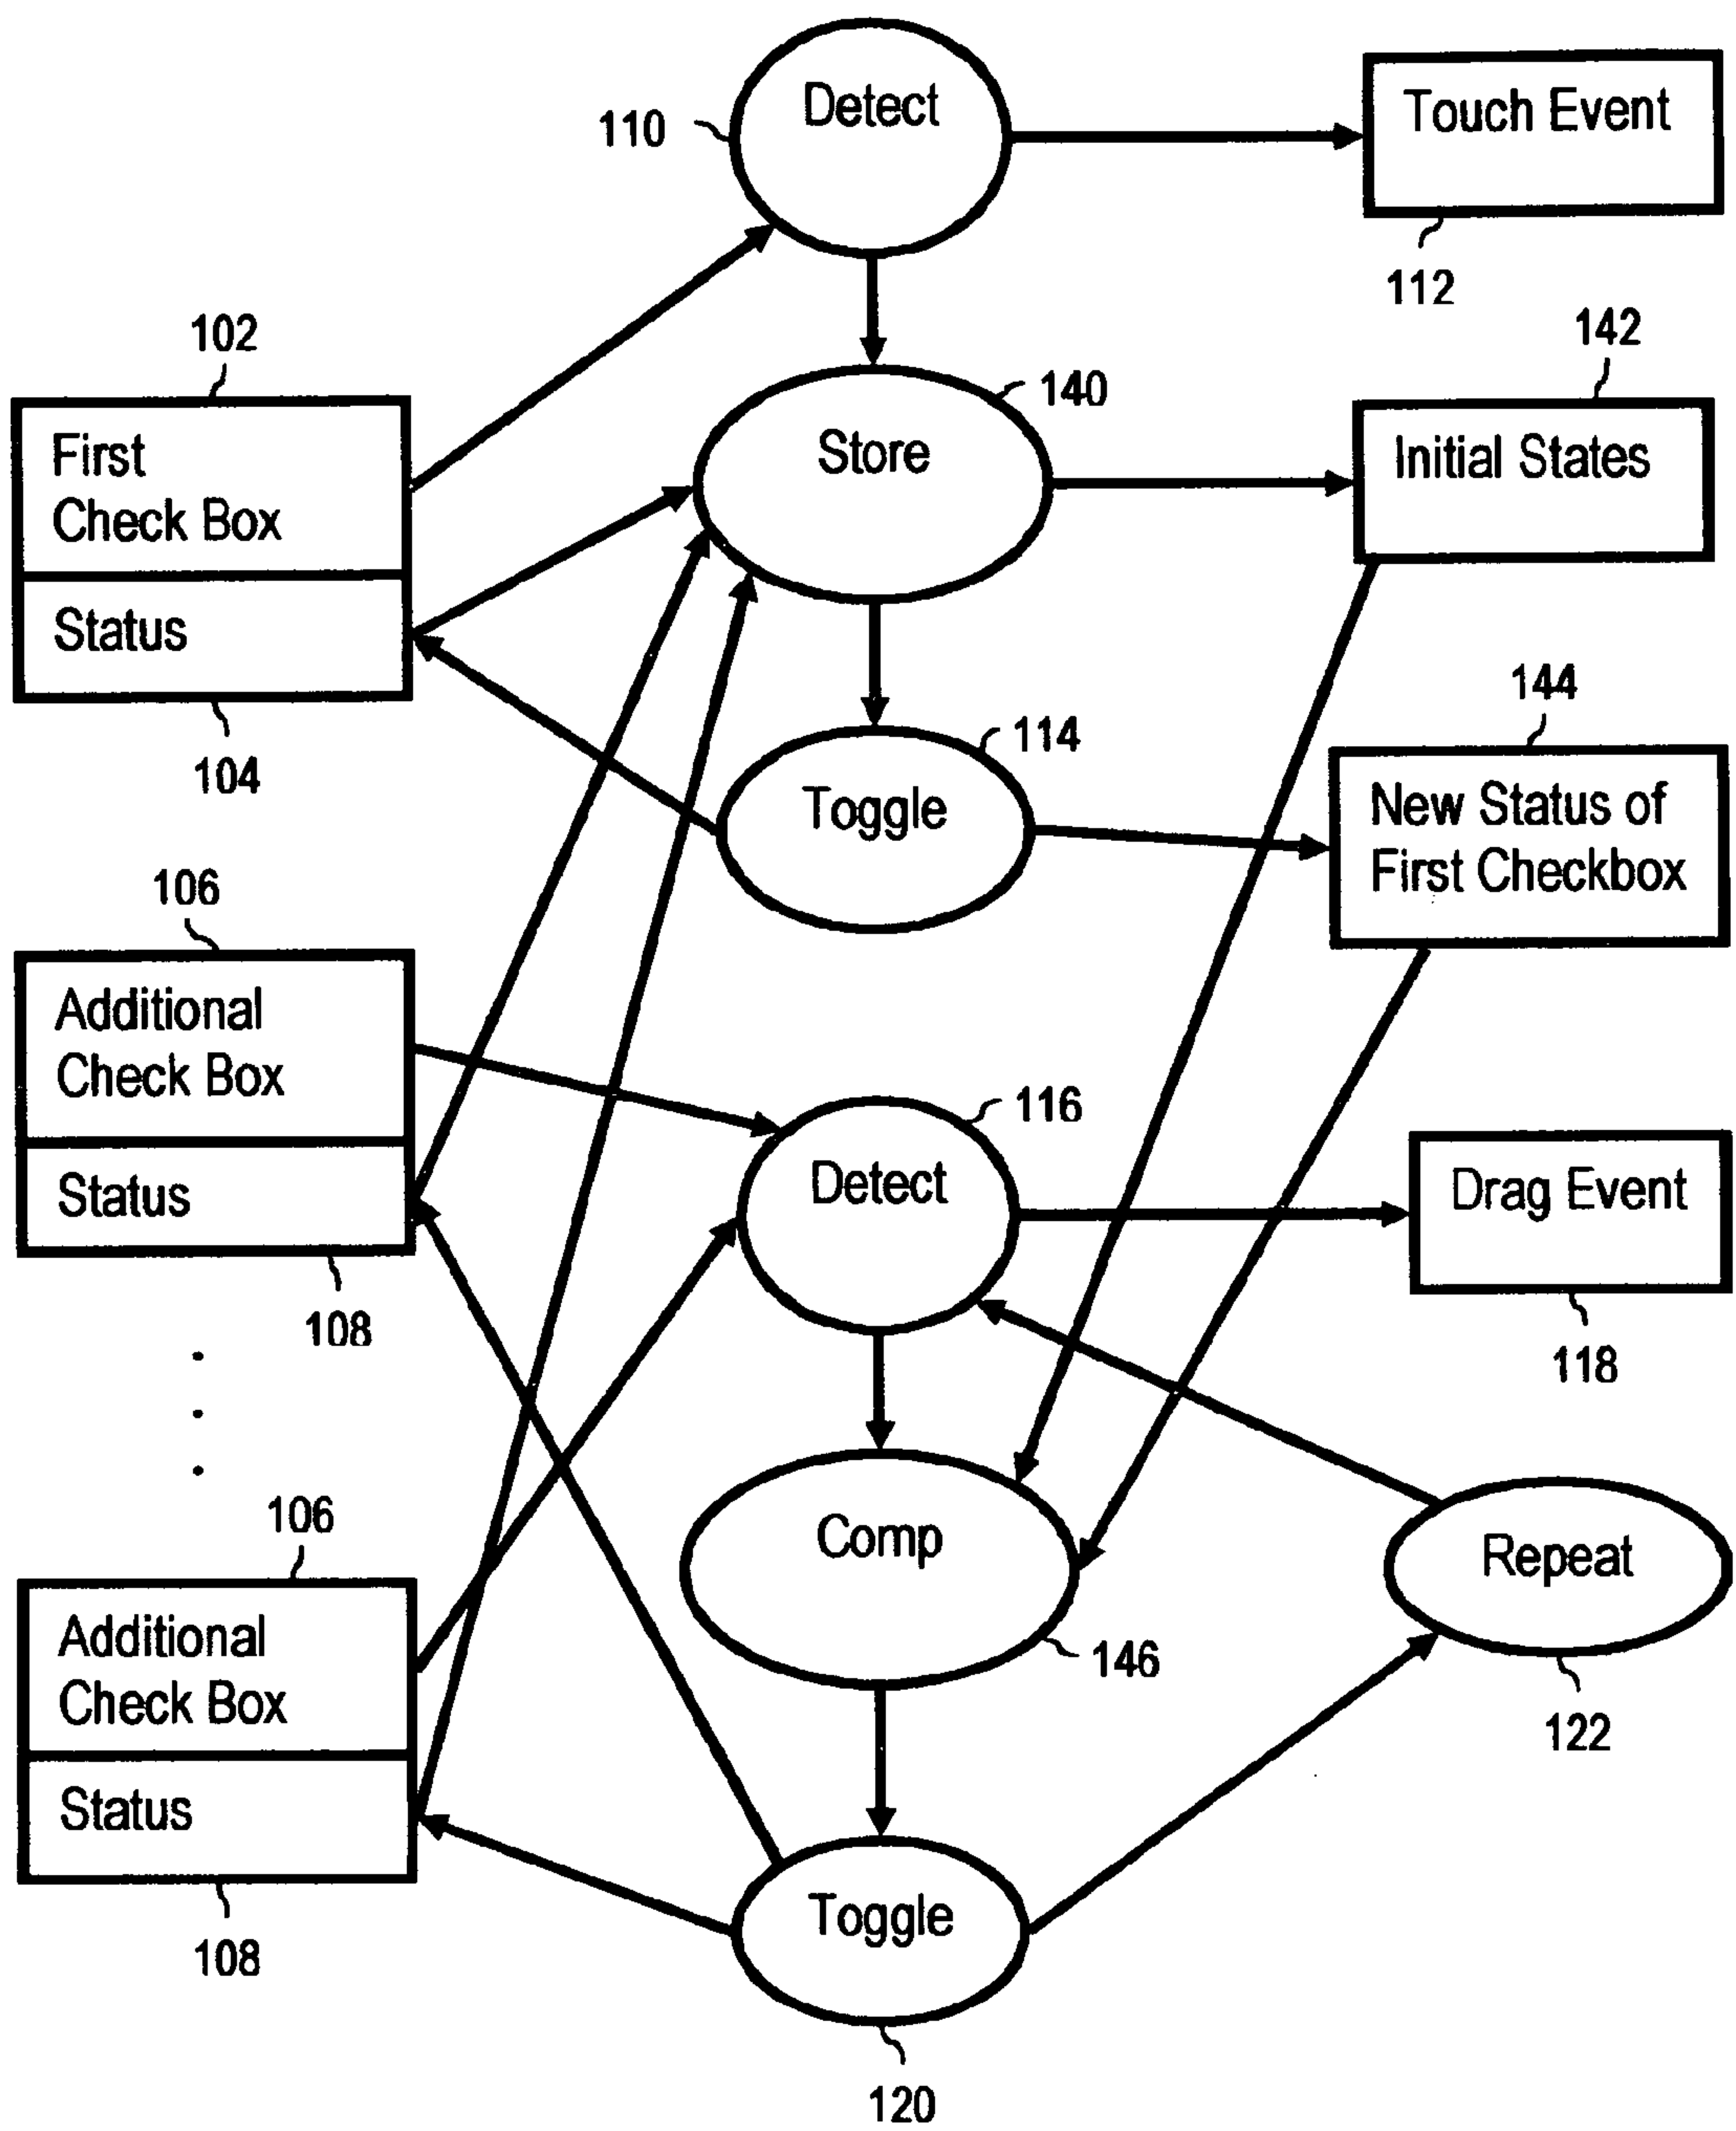 Detect
110
Touch Event
112
102
142
First
Check Box
Status
104
140
Store
Initial States
144
114
Toggle
New Status of
First Checkbox
106
Additional
Check Box
Status
108
116
Detect
Drag Event
118
.
.
.
106
Additional
Check Box
Status
108
Comp
146
Repeat
122
Toggle
120